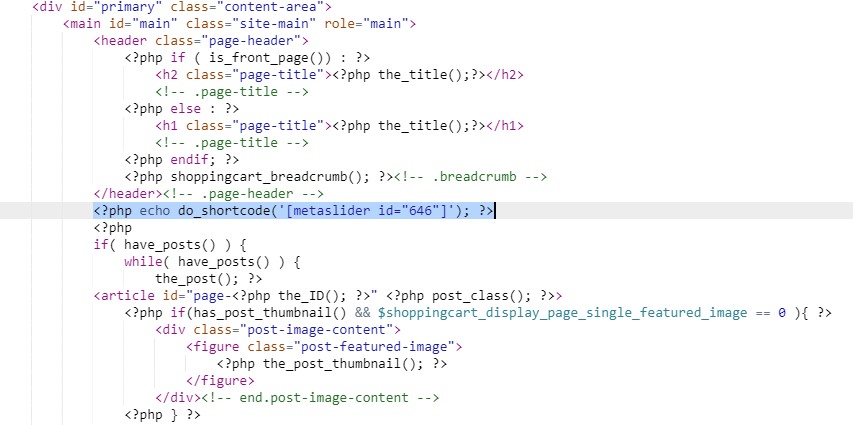 <div id="primary" class="content-area">
<main id="main" class="site-main" role="main">
<header class="page-header">
<?php if ( is_front_page()) : ?>
<h2 class="page-title"><?php the_title();?></h2>
<!-- .page-title -->
<?php else : ?>
<h1 class="page-title"><?php the_title();?></h1>
<!-- .page-title -->
<?php endif; ?>
<?php shoppingcart_breadcrumb(); ?><!-- .breadcrumb -->
</header><!-- .page-header -->
<?php echo do_shortcode('[metaslider id="646"]'); ?>
<?php
if( have_posts() ) {
while( have_posts() ) {
the_post(); ?>
<article id="page-<?php the_ID(); ?>" <?php post_class(); ?>>
<?php if(has_post_thumbnail() && $shoppingcart_display_page_single_featured_image == 0 ){ ?>
<div class="post-image-content">
<figure class="post-featured-image">
<?php the_post_thumbnail(); ?>
</figure>
</div><!-- end.post-image-content -->
<?php } ?>